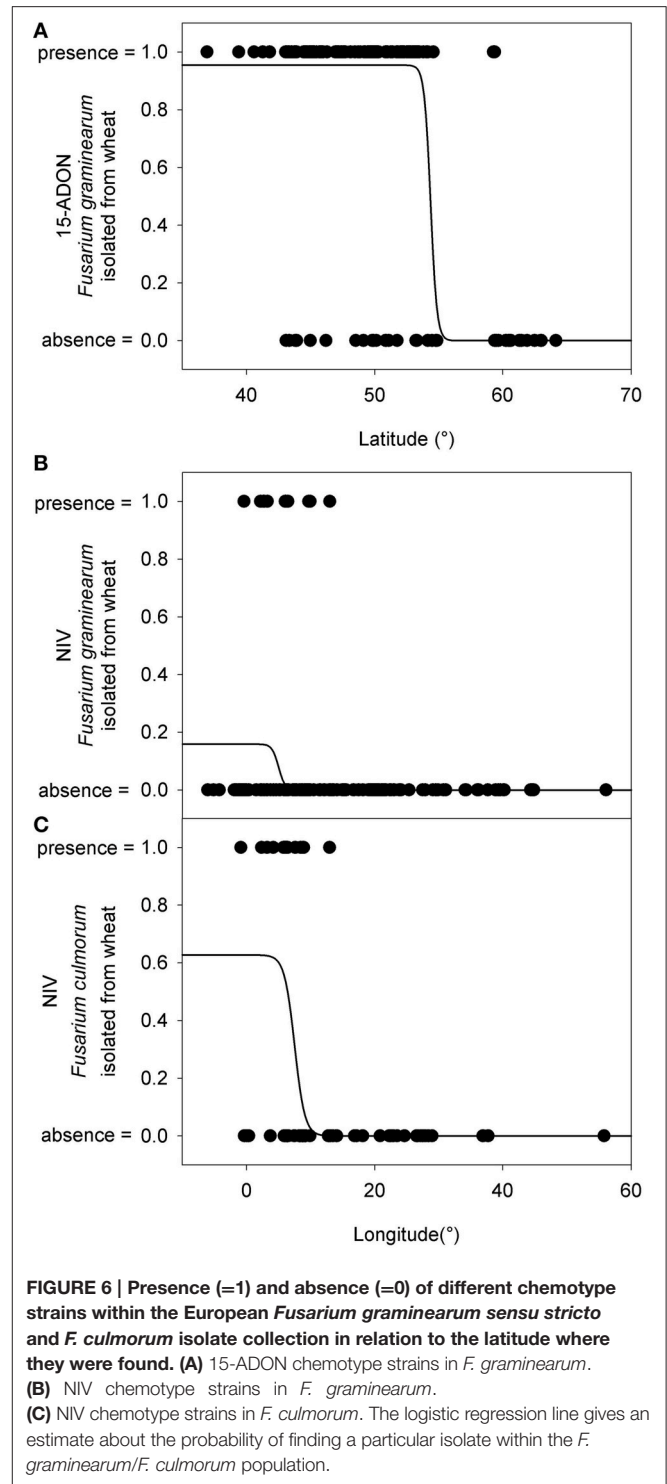 A
presence = 1.0
0.8
0.6
0.4
0.2
absence = 0.0
15-ADON
Fusarium graminearum
isolated from wheat
40 50 60 70
Latitude (°)
B
presence = 1.0
0.8
0.6
0.4
0.2
absence = 0.0
NIV
Fusarium graminearum
isolated from wheat
C
presence = 1.0
0.8
0.6
0.4
0.2
absence = 0.0
NIV
Fusarium culmorum
isolated from wheat
0 20 40 60
Longitude(°)
FIGURE 6 | Presence (=1) and absence (=0) of different chemotype
strains within the European Fusarium graminearum sensu stricto
and F. culmorum isolate collection in relation to the latitude where
they were found. (A) 15-ADON chemotype strains in F. graminearum.
(B) NIV chemotype strains in F. graminearum.
(C) NIV chemotype strains in F. culmorum. The logistic regression line gives an
estimate about the probability of finding a particular isolate within the F.
graminearum/F. culmorum population.